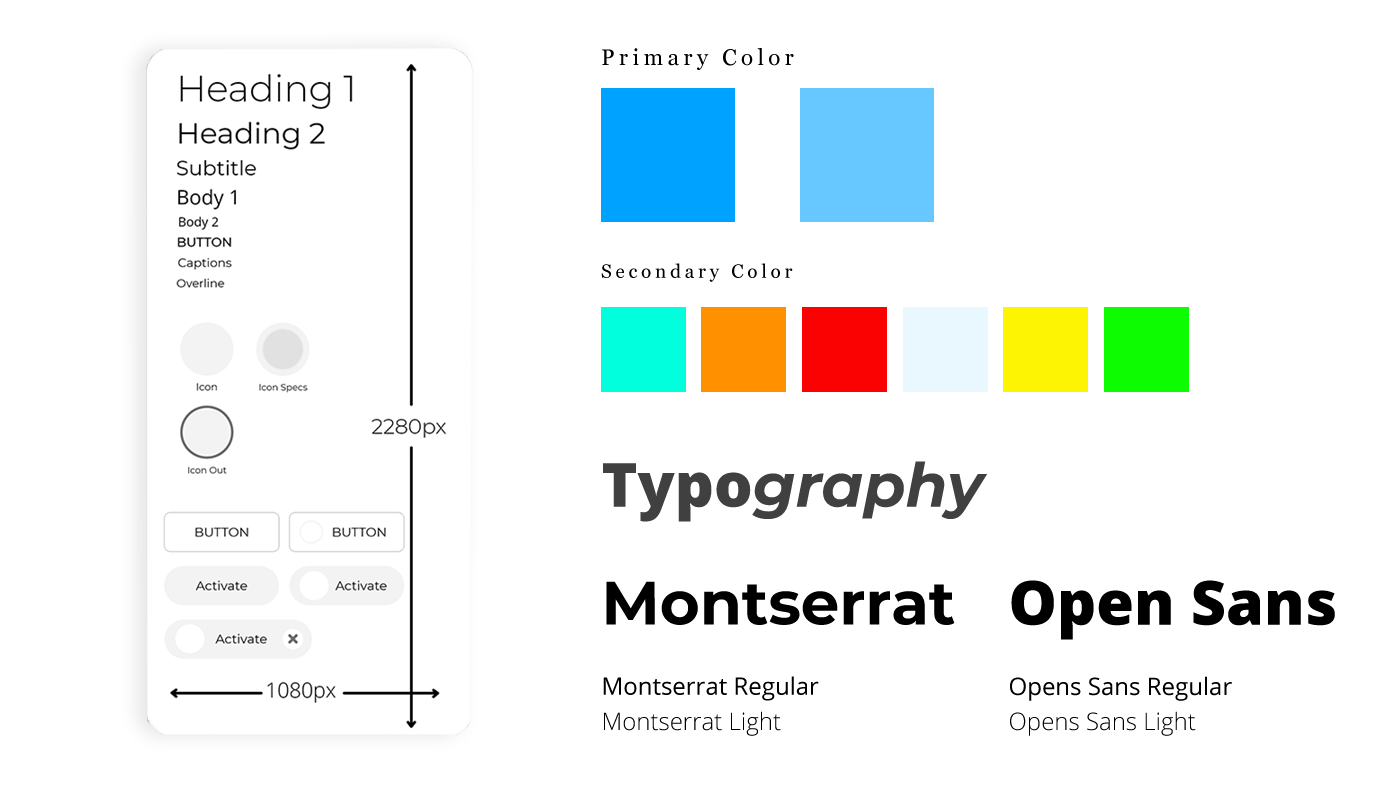 Heading 1
Heading 2
Subtitle
Body 1
Body 2
BUTTON
Captions
Overline
Icon
Icon Specs
Icon Out
2280px
BUTTON
BUTTON
Activate
Activate
Activate
1080px
Primary Color
Secondary Color
Typography
Montserrat
Open Sans
Montserrat Regular
Montserrat Light
Opens Sans Regular
Opens Sans Light